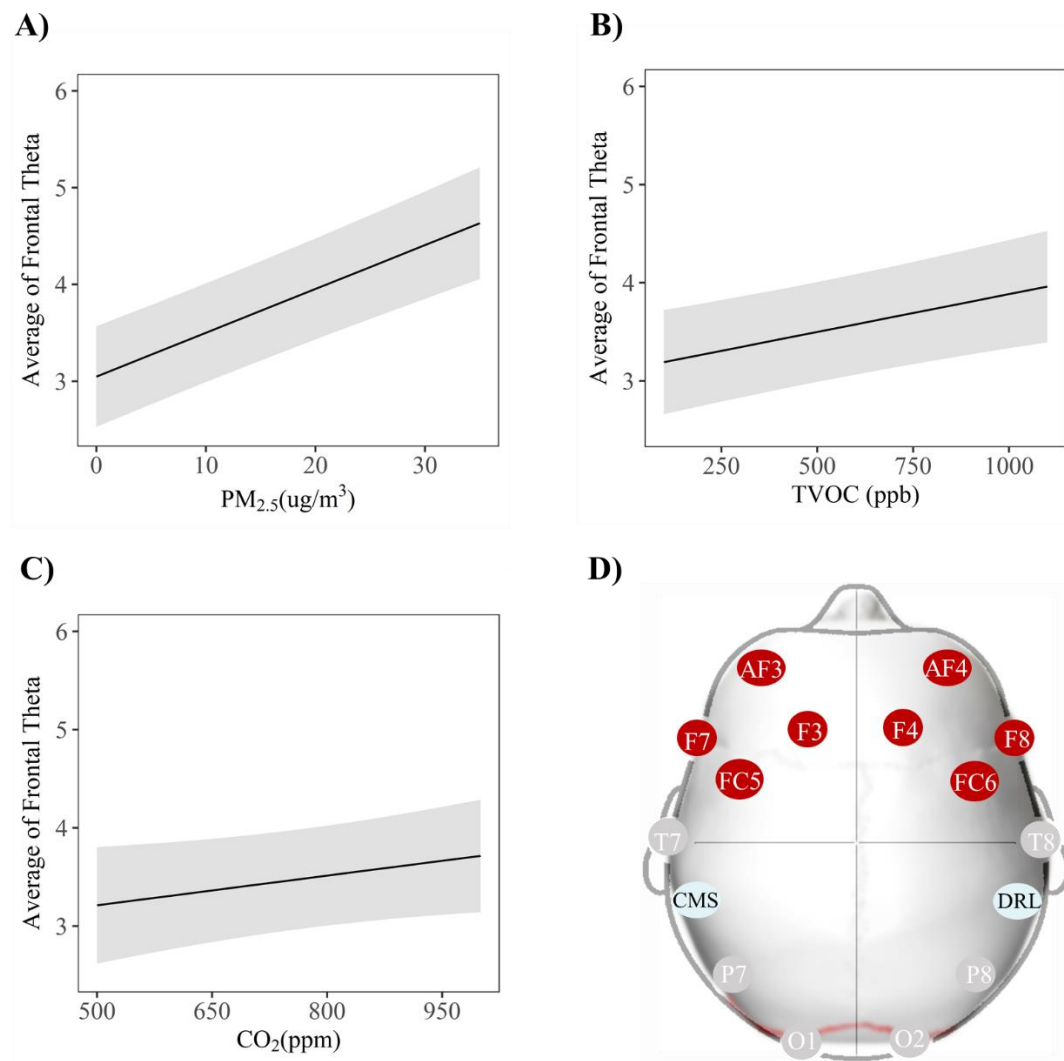 A)
6
5
4
3
Average of Frontal Theta
0 10 20 30
PM2.5(ug/m³)
B)
6
5
4
3
Average of Frontal Theta
250 500 750 1000
TVOC (ppb)
C)
6
5
4
3
Average of Frontal Theta
500 650 800 950
CO2(ppm)
D)
AF3 AF4
F7 F3 F4 F8
FC5 FC6
T7 T8
CMS DRL
P7 P8
O1 O2